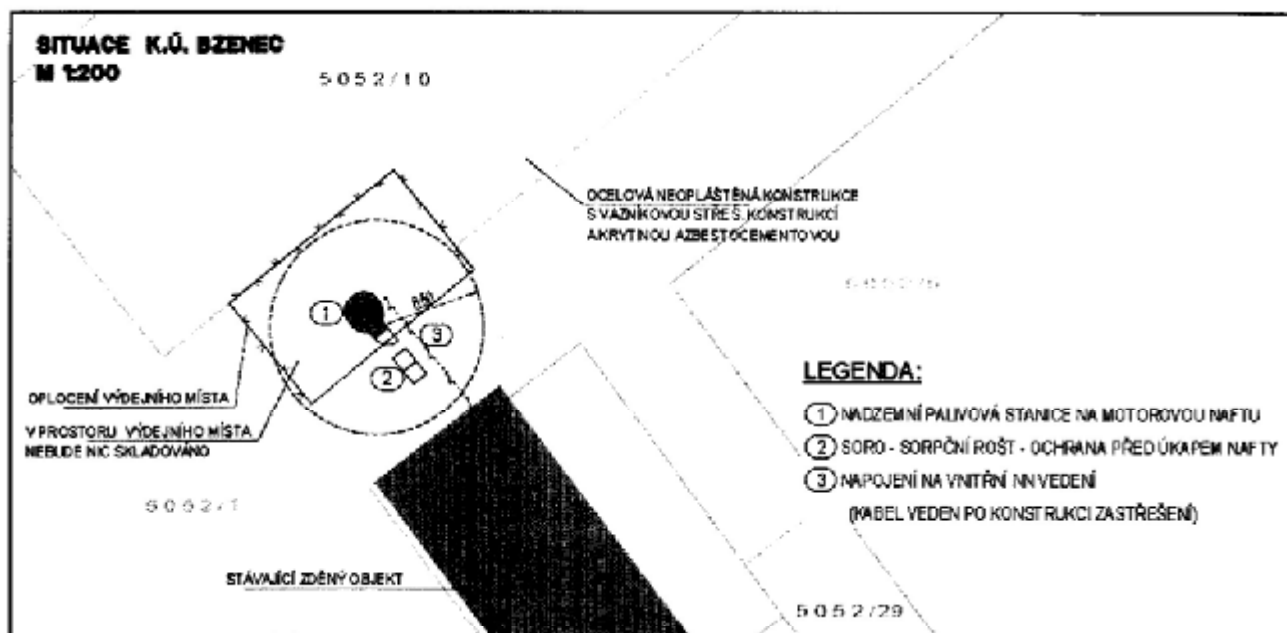 SITUACE K.Ú. BZENEC
M 1:200
5052/10
OCELOVÁ NEOPLÁŠTĚNÁ KONSTRUKCE
S VAZNÍKOVOU STŘEŠ. KONSTRUKCÍ
A KRYTINOU AZBESTOCEMENTOVOU
1
3
2
OPLOCENÍ VÝDEJNÍHO MÍSTA
V PROSTORU VÝDEJNÍHO MÍSTA
NEBUDE NIC SKLADOVÁNO
LEGENDA:
1 NADZEMNÍ PALIVOVÁ STANICE NA MOTOROVOU NAFTU
2 SORO - SORPČNÍ ROŠT - OCHRANA PŘED ÚKAPEM NAFTY
3 NAPOJENÍ NA VNITŘNÍ NN VEDENÍ
(KABEL VEDEN PO KONSTRUKCI ZASTŘEŠENÍ)
5052/1
STÁVAJÍCÍ ZDĚNÝ OBJEKT
5052/29